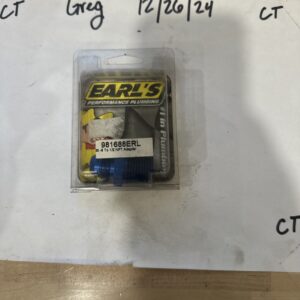 CT Greg 12/26/24 CT
EARL'S
PERFORMANCE PLUMBING
981688ERL
CT